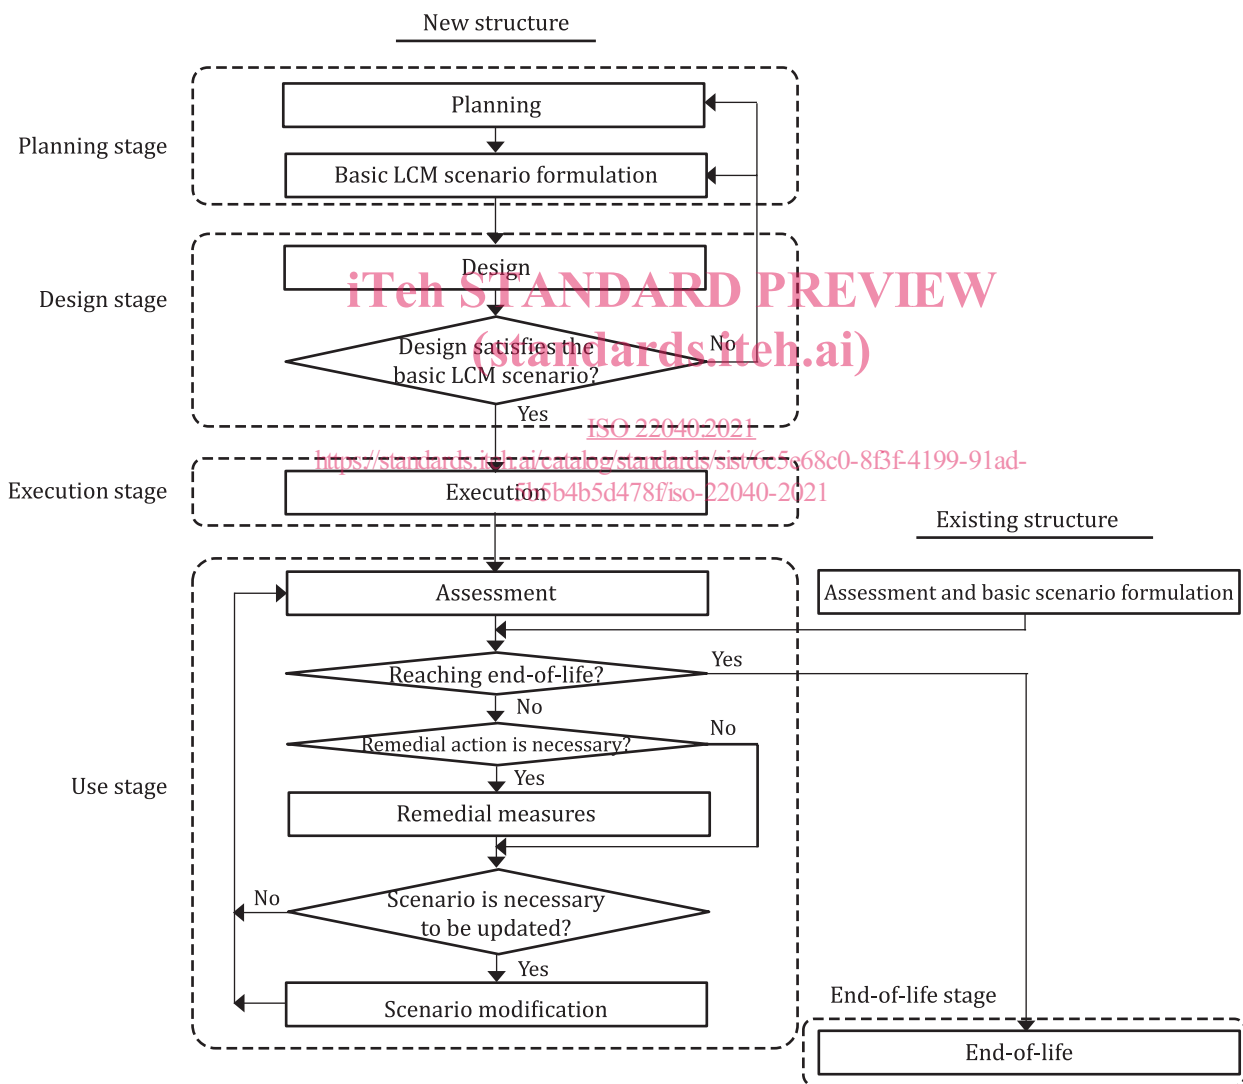 New structure
Planning
Planning stage
Basic LCM scenario formulation
Design
iTeh STANDARD PREVIEW
Design stage
(standards.iteh.ai)
No
Design satisfies the
basic LCM scenario?
Yes
ISO 22040:2021
https://standards.iteh.ai/catalog/standards/sist/6c5c68c0-8f3f-4199-91ad-
5b5b4b5d478f/iso-22040-2021
Execution stage
Execution
Existing structure
Assessment
Assessment and basic scenario formulation
Reaching end-of-life?
Yes
No
Remedial action is necessary?
No
Yes
Use stage
Remedial measures
No
Scenario is necessary
to be updated?
Yes
Scenario modification
End-of-life stage
End-of-life